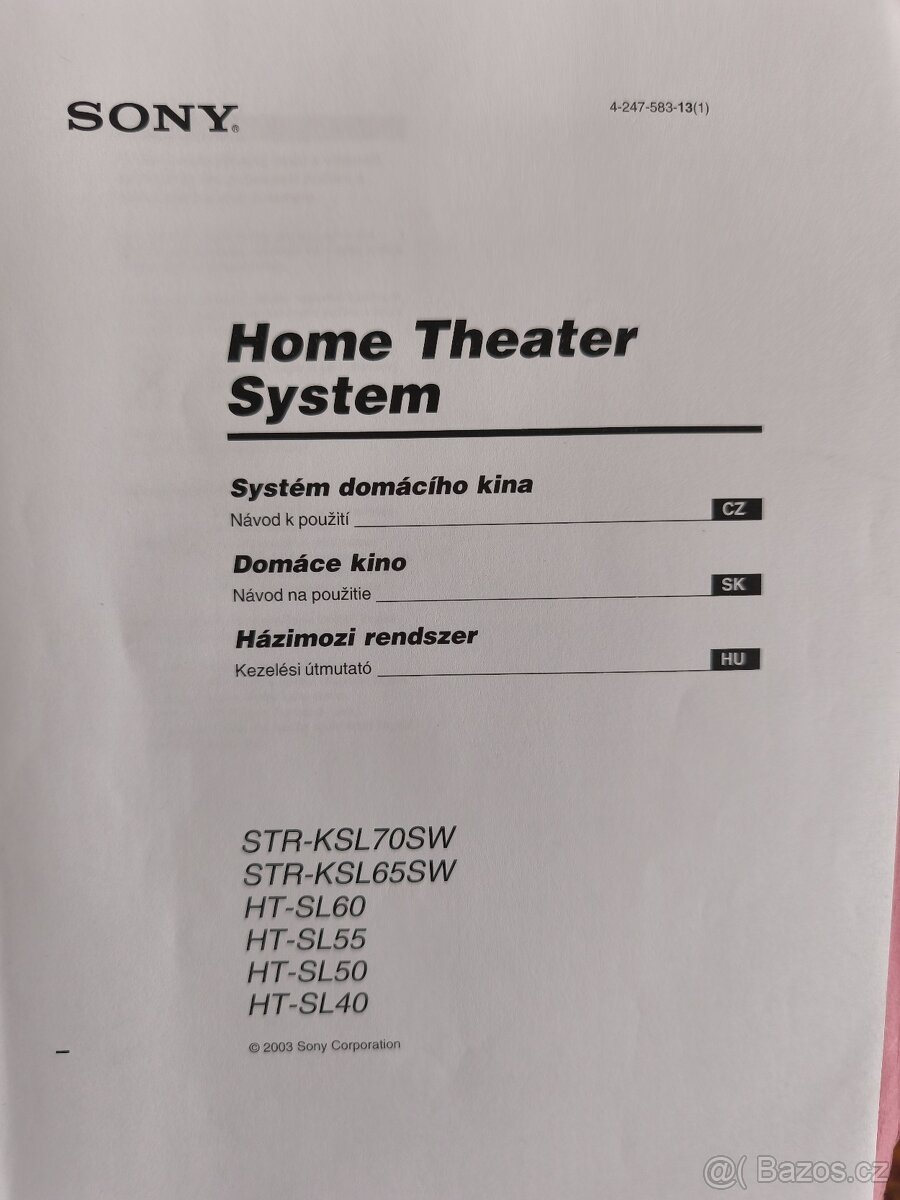 SONY®
4-247-583-13(1)
Home Theater
System
Systém domácího kina
Návod k použití
CZ
Domáce kino
Návod na použitie
SK
Házimozi rendszer
Kezelési útmutató
HU
STR-KSL70SW
STR-KSL65SW
HT-SL60
HT-SL55
HT-SL50
HT-SL40
© 2003 Sony Corporation
@( Bazos.cz